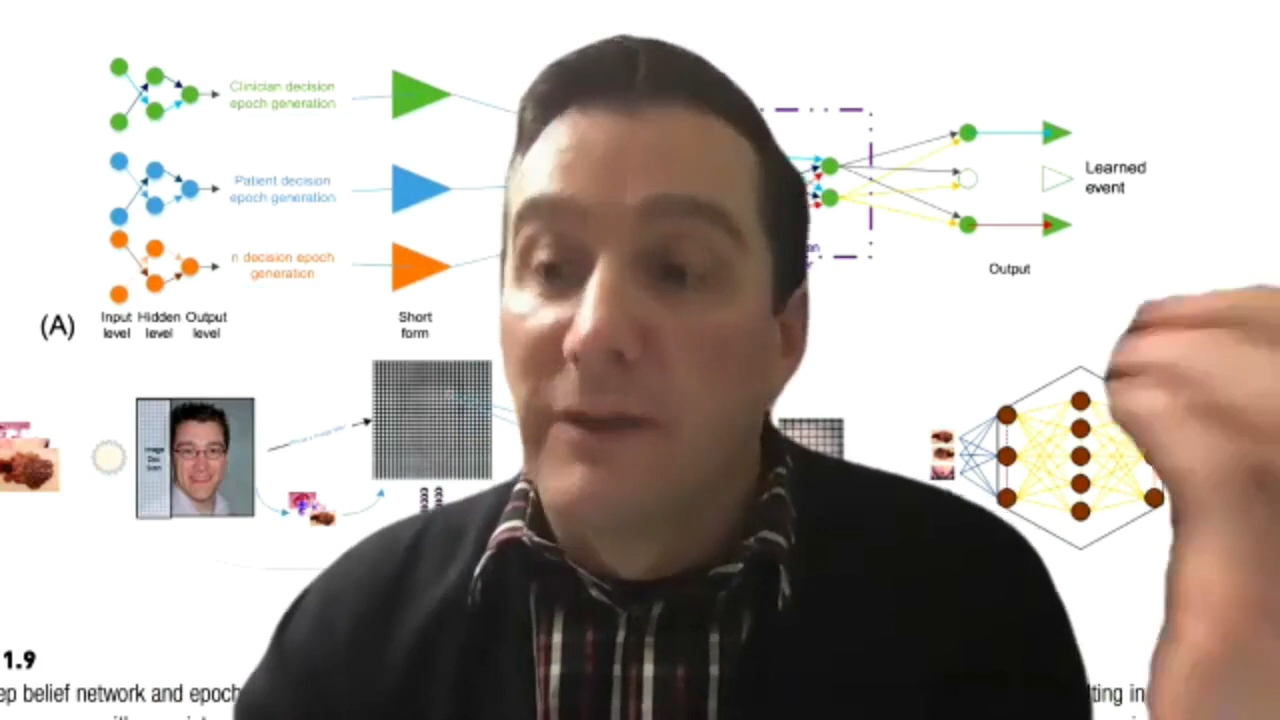 Clinician decision
epoch generation
Patient decision
epoch generation
n decision epoch
generation
Learned
event
Output
(A)
Input
level
Hidden
level
Output
level
Short
form
1.9
ep belief network and epoch
lting in